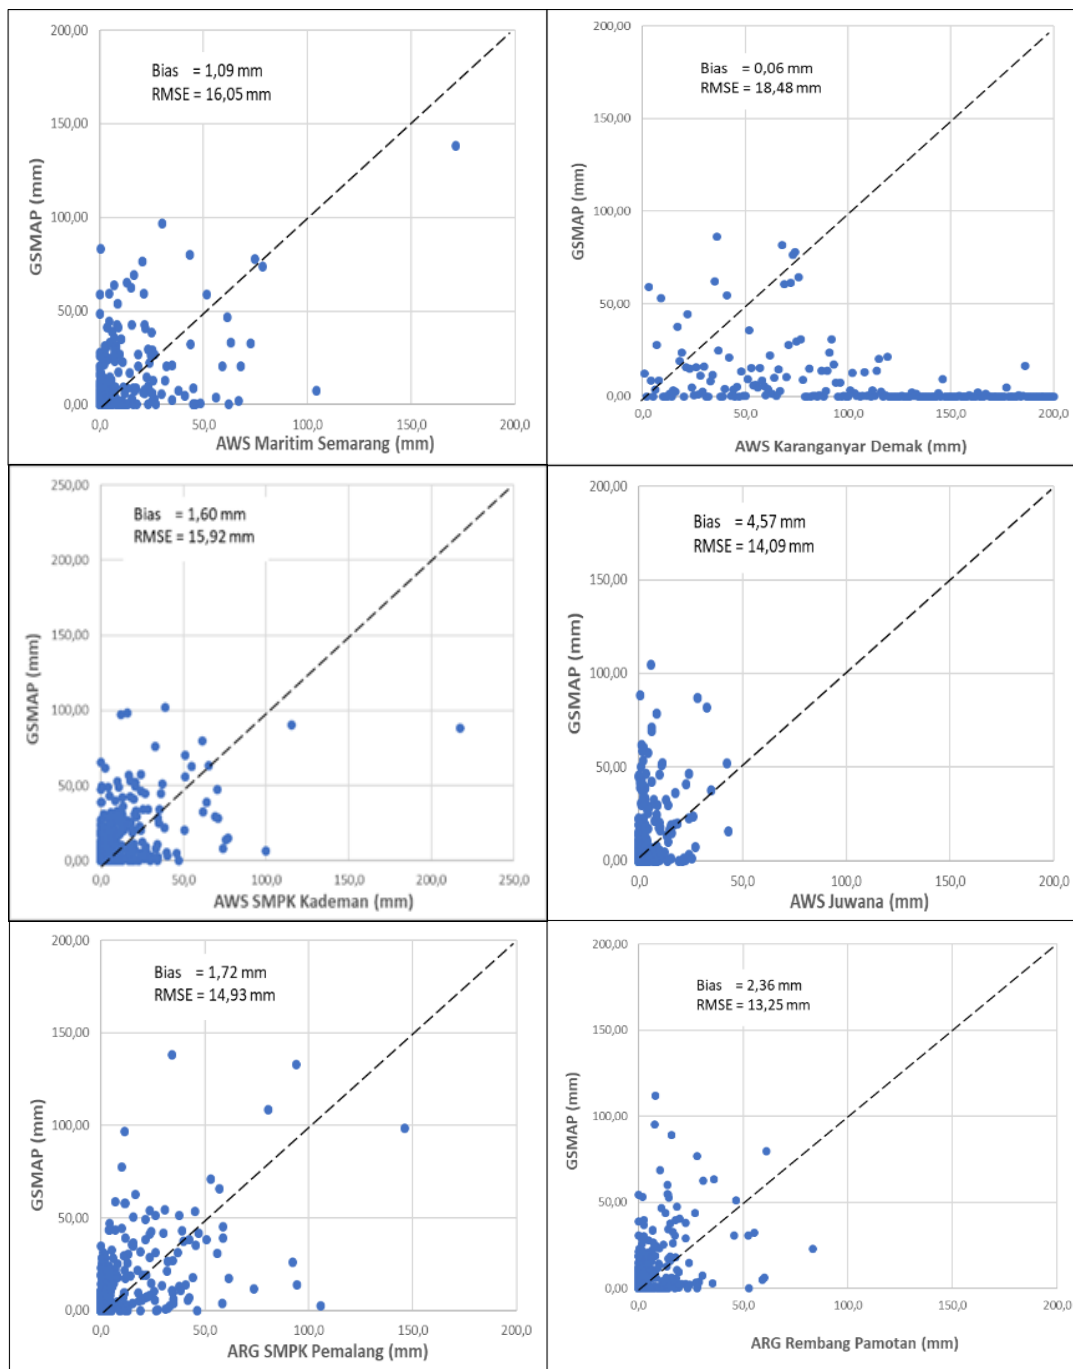 200,00
Bias = 1,09 mm
RMSE = 16,05 mm
150,00
GSMAP (mm)
100,00
50,00
0,00
0,0 50,0 100,0 150,0 200,0
AWS Maritim Semarang (mm)
200,00
Bias = 0,06 mm
RMSE = 18,48 mm
150,00
GSMAP (mm)
100,00
50,00
0,00
0,0 50,0 100,0 150,0 200,0
AWS Karanganyar Demak (mm)
250,00
Bias = 1,60 mm
RMSE = 15,92 mm
200,00
150,00
GSMAP (mm)
100,00
50,00
0,00
0,0 50,0 100,0 150,0 200,0 250,0
AWS SMPK Kademan (mm)
200,00
Bias = 4,57 mm
RMSE = 14,09 mm
150,00
GSMAP (mm)
100,00
50,00
0,00
0,0 50,0 100,0 150,0 200,0
AWS Juwana (mm)
200,00
Bias = 1,72 mm
RMSE = 14,93 mm
150,00
GSMAP (mm)
100,00
50,00
0,00
0,0 50,0 100,0 150,0 200,0
ARG SMPK Pemalang (mm)
200,00
Bias = 2,36 mm
RMSE = 13,25 mm
150,00
GSMAP (mm)
100,00
50,00
0,00
0,0 50,0 100,0 150,0 200,0
ARG Rembang Pamotan (mm)